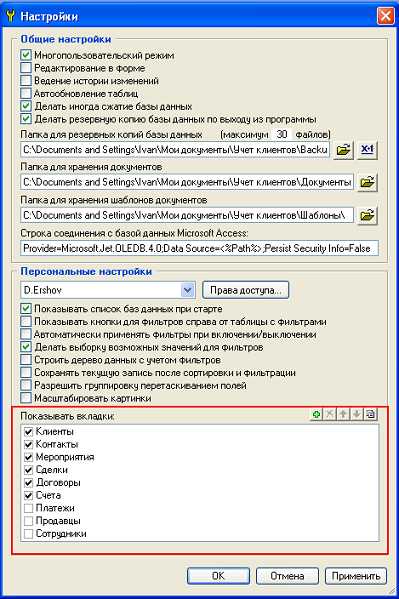 Настройки
Общие настройки
Многопользовательский режим
Редактирование в форме
Ведение истории изменений
Автообновление таблиц
Делать иногда сжатие базы данных
Делать резервную копию базы данных по выходу из программы
Папка для резервных копий базы данных (максимум 30 файлов)
C:\Documents and Settings\Ivan\Мои документы\Учет клиентов\Backu
Папка для хранения документов
C:\Documents and Settings\Ivan\Мои документы\Учет клиентов\Документы
Папка для хранения шаблонов документов
C:\Documents and Settings\Ivan\Мои документы\Учет клиентов\Шаблоны\
Строка соединения с базой данных Microsoft Access:
Provider=Microsoft.Jet.OLEDB.4.0;Data Source=<%Path%>;Persist Security Info=False
Персональные настройки
D.Ershov Права доступа...
Показывать список баз данных при старте
Показывать кнопки для фильтров справа от таблицы с фильтрами
Автоматически применять фильтры при включении/выключении
Делать выборку возможных значений для фильтров
Строить дерево данных с учетом фильтров
Сохранять текущую запись после сортировки и фильтрации
Разрешить группировку перетаскиванием полей
Масштабировать картинки
Показывать вкладки:
Клиенты
Контакты
Мероприятия
Сделки
Договоры
Счета
Платежи
Продавцы
Сотрудники
OK Отмена Применить